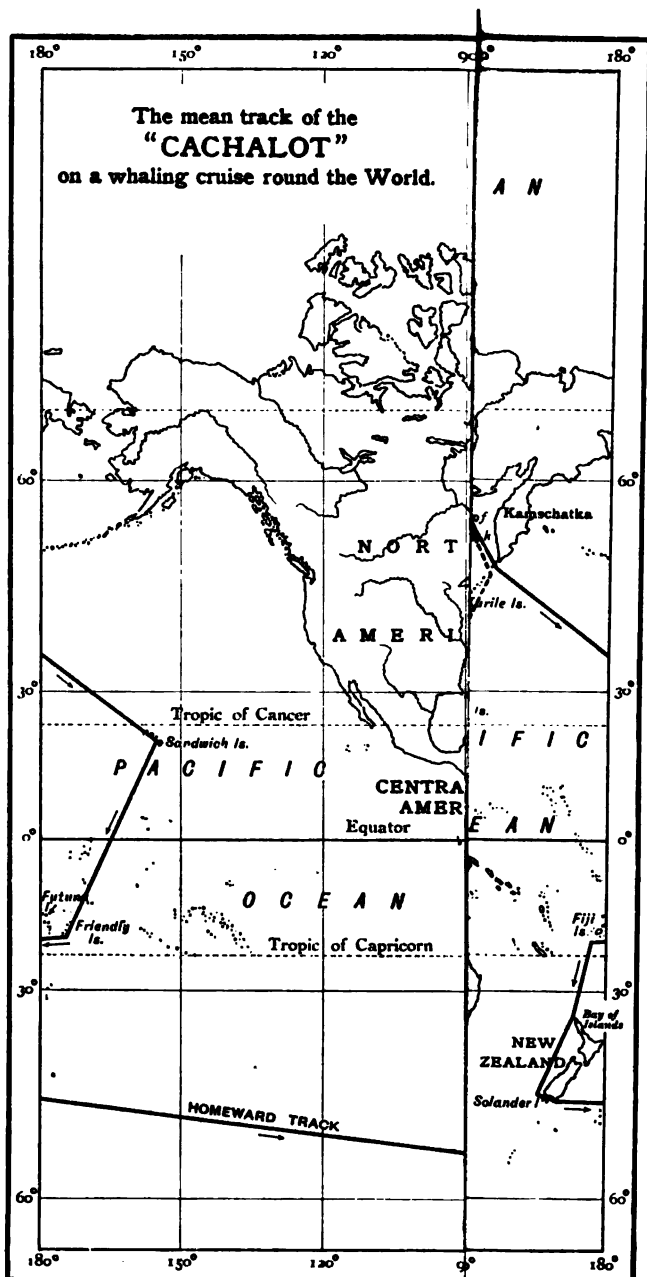 180° 150° 120° 90° 180°
The mean track of the
"CACHALOT"
on a whaling cruise round the World.
A N
60° 60°
of Kamschatka
k
N O R T
Kurile Is.
A M E R I
30° 30°
Is.
Tropic of Cancer
Sandwich Is.
I F I C
P A C I F I C
CENTRA
AMER
Equator E A N
0° 0°
Futuna
O C E A N
Fiji
Is.
Friendly
Is.
Tropic of Capricorn
30° 30°
Bay of
Islands
NEW
ZEALAND
Solander I
HOMEWARD TRACK
60° 60°
180° 150° 120° 90° 180°